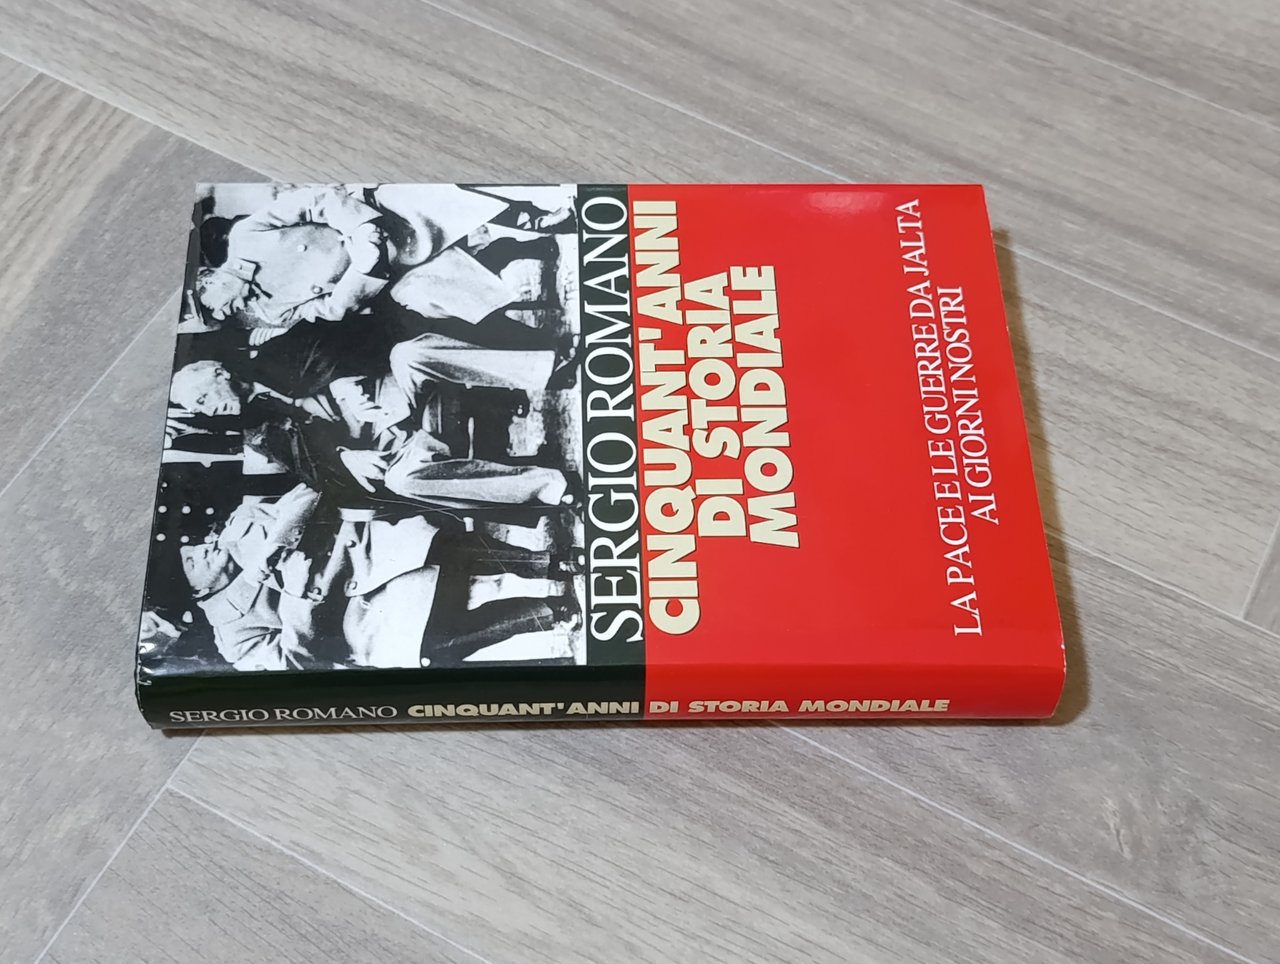 SERGIO ROMANO
CINQUANT'ANNI
DI STORIA
MONDIALE
LA PACE E LE GUERRE DA JALTA
AI GIORNI NOSTRI
SERGIO ROMANO CINQUANT'ANNI DI STORIA MONDIALE